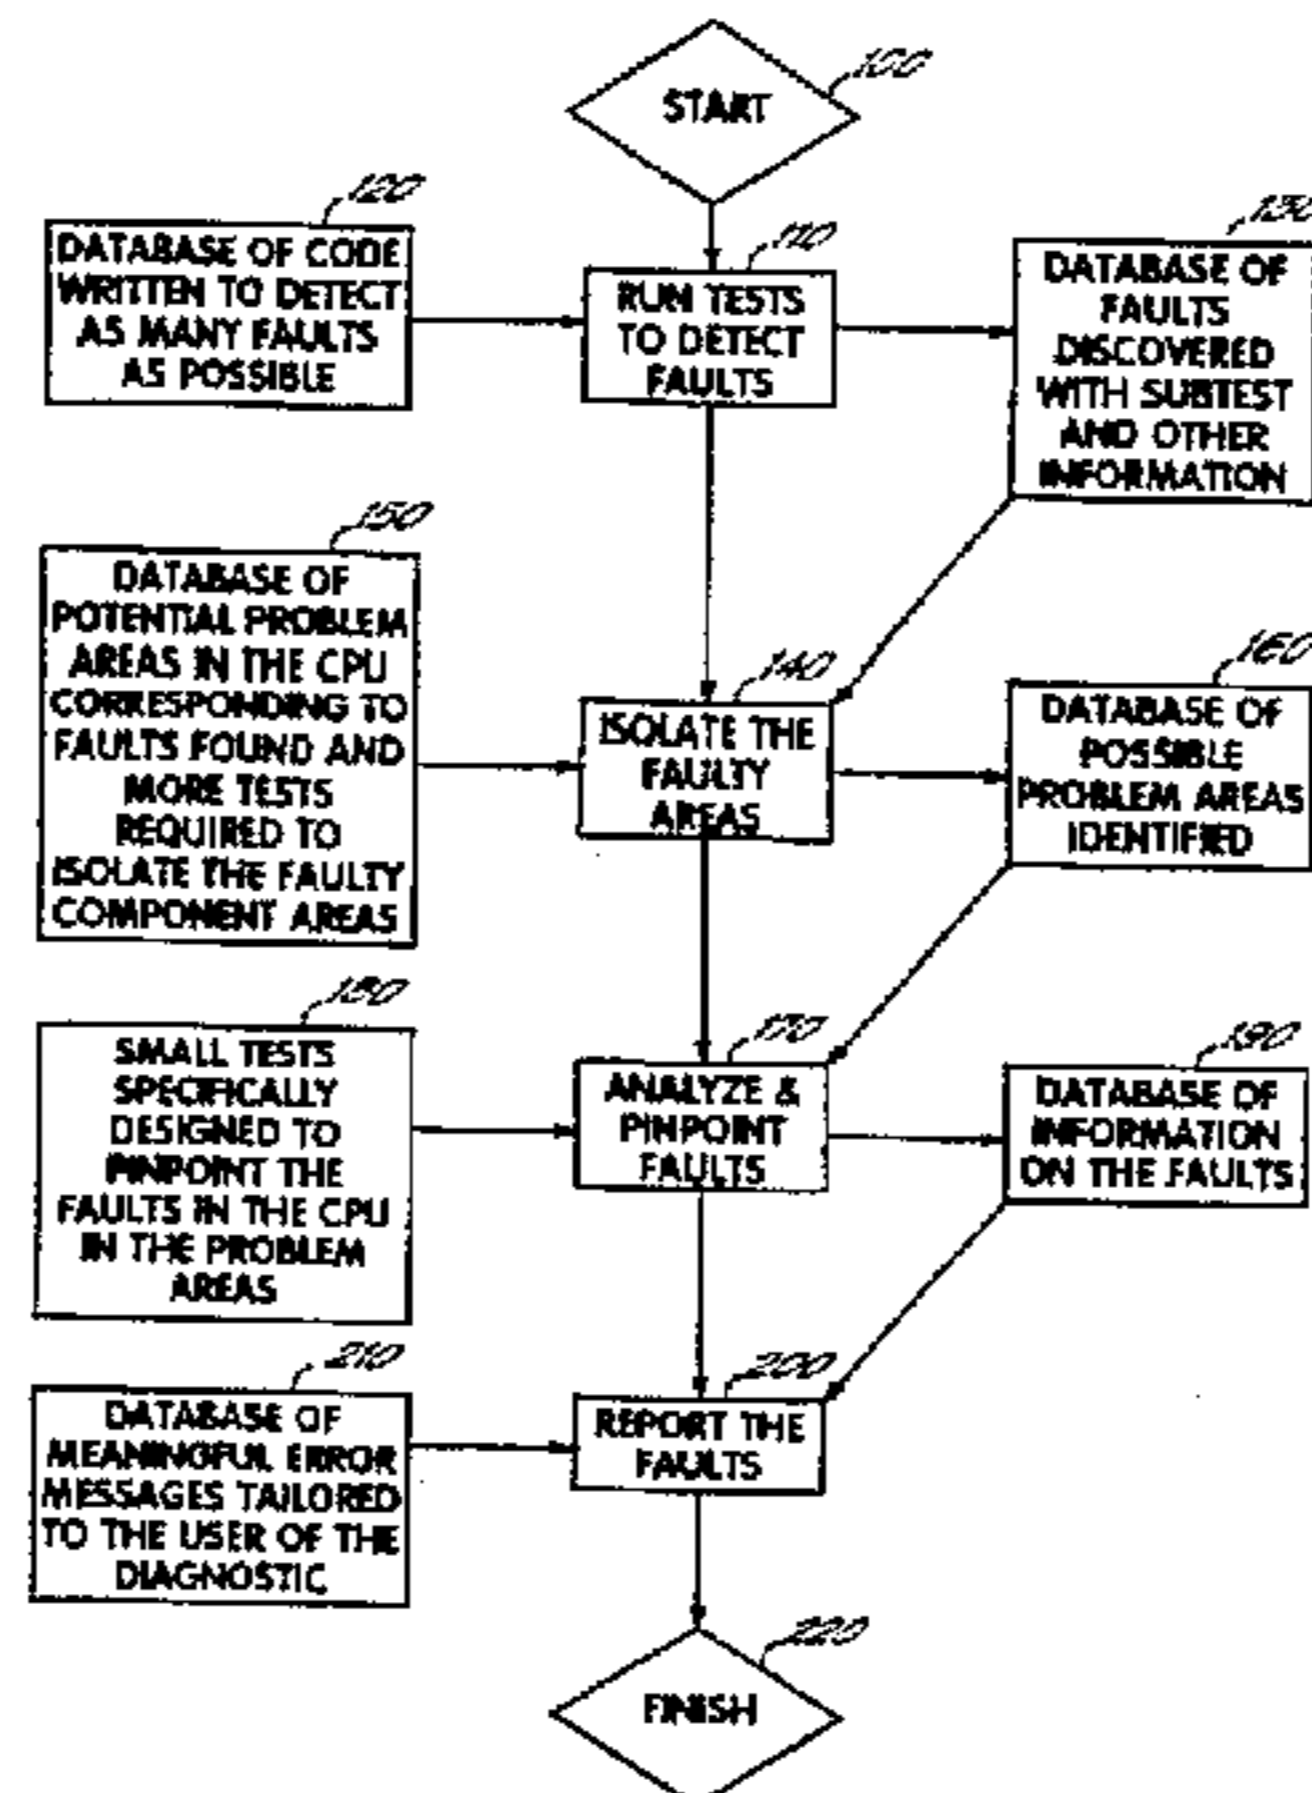 100
START
120
DATABASE OF CODE
WRITTEN TO DETECT
AS MANY FAULTS
AS POSSIBLE
110
RUN TESTS
TO DETECT
FAULTS
130
DATABASE OF
FAULTS
DISCOVERED
WITH SUBTEST
AND OTHER
INFORMATION
150
DATABASE OF
POTENTIAL PROBLEM
AREAS IN THE CPU
CORRESPONDING TO
FAULTS FOUND AND
MORE TESTS
REQUIRED TO
ISOLATE THE FAULTY
COMPONENT AREAS
140
ISOLATE THE
FAULTY
AREAS
160
DATABASE OF
POSSIBLE
PROBLEM AREAS
IDENTIFIED
180
SMALL TESTS
SPECIFICALLY
DESIGNED TO
PINPOINT THE
FAULTS IN THE CPU
IN THE PROBLEM
AREAS
170
ANALYZE &
PINPOINT
FAULTS
190
DATABASE OF
INFORMATION
ON THE FAULTS
210
DATABASE OF
MEANINGFUL ERROR
MESSAGES TAILORED
TO THE USER OF THE
DIAGNOSTIC
200
REPORT THE
FAULTS
220
FINISH